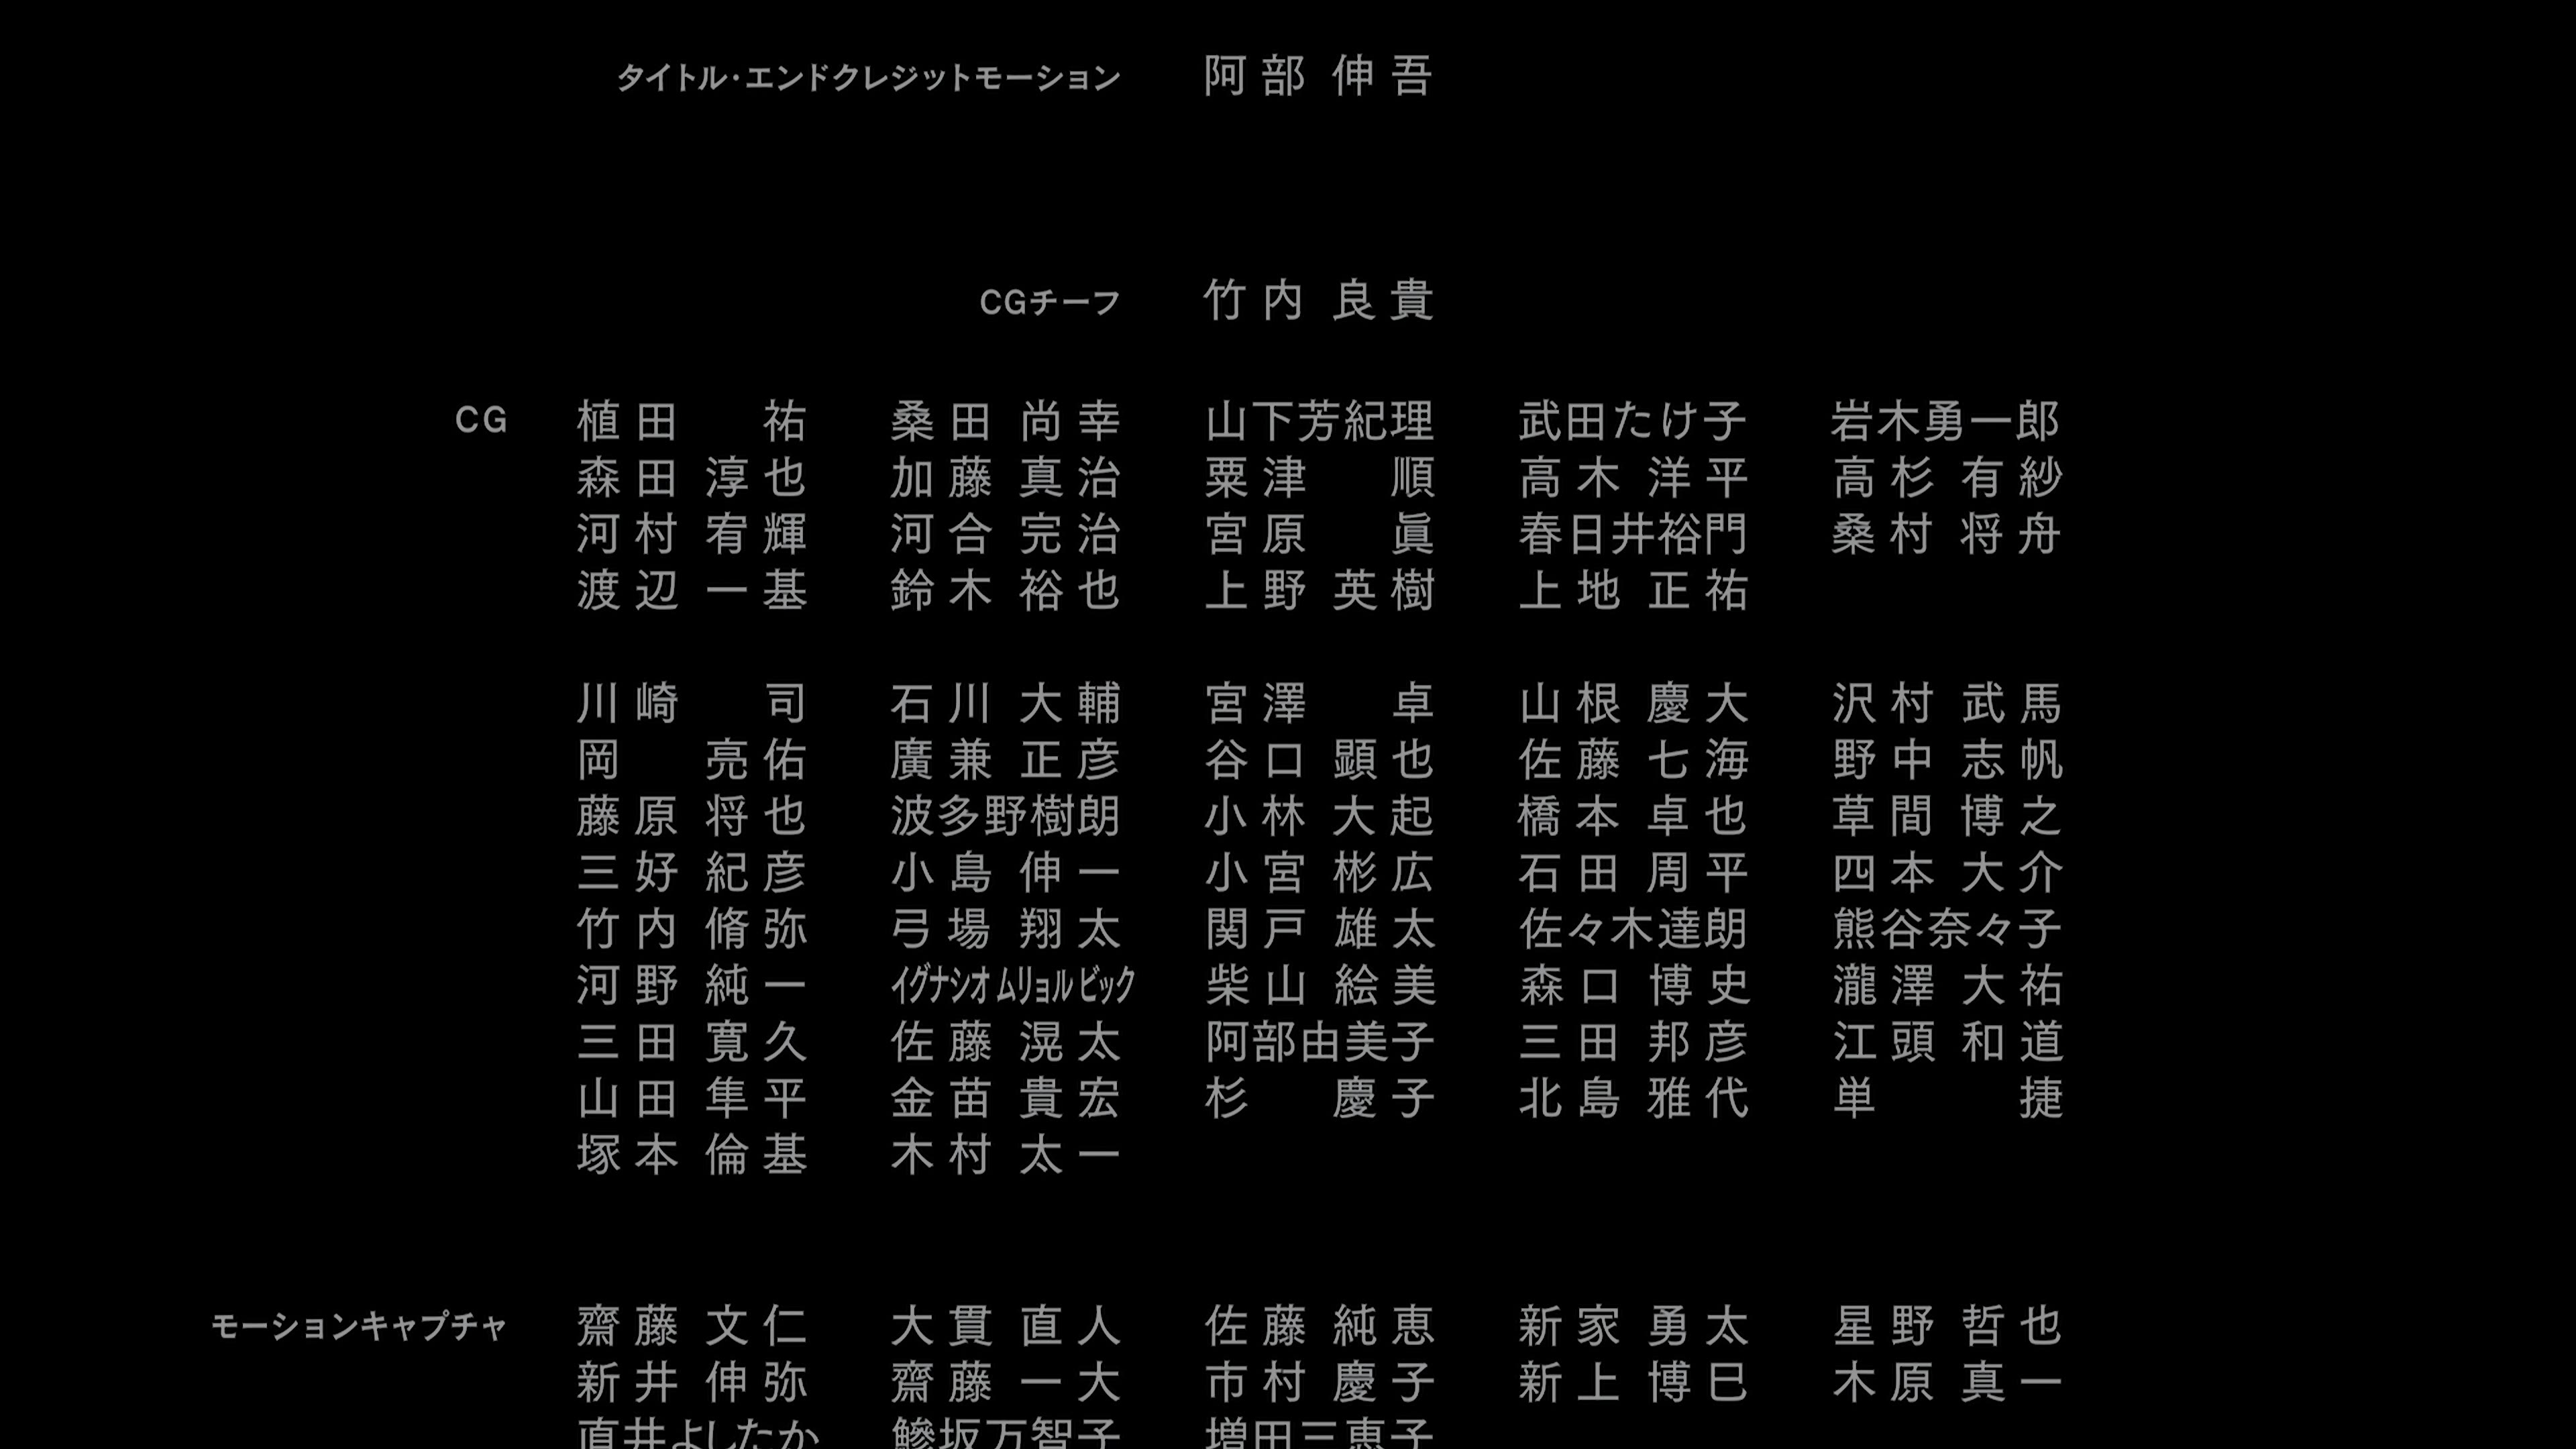 タイトル・エンドクレジットモーション 阿部 伸吾
CGチーフ 竹内 良貴
CG 植田 祐 桑田 尚幸 山下芳紀理 武田たけ子 岩木勇一郎
森田 淳也 加藤 真治 粟津 順 高木 洋平 高杉 有紗
河村 宥輝 河合 完治 宮原 眞 春日井裕門 桑村 将舟
渡辺 一基 鈴木 裕也 上野 英樹 上地 正祐
川崎 司 石川 大輔 宮澤 卓 山根 慶大 沢村 武馬
岡 亮佑 廣兼 正彦 谷口 顕也 佐藤 七海 野中 志帆
藤原 将也 波多野樹朗 小林 大起 橋本 卓也 草間 博之
三好 紀彦 小島 伸一 小宮 彬広 石田 周平 四本 大介
竹内 脩弥 弓場 翔太 関戸 雄太 佐々木達朗 熊谷奈々子
河野 純一 イグナシオ ムリョル ビック 柴山 絵美 森口 博史 瀧澤 大祐
三田 寛久 佐藤 滉太 阿部由美子 三田 邦彦 江頭 和道
山田 隼平 金苗 貴宏 杉 慶子 北島 雅代 単 捷
塚本 倫基 木村 太一
モーションキャプチャ 齋藤 文仁 大貫 直人 佐藤 純恵 新家 勇太 星野 哲也
新井 伸弥 齋藤 一大 市村 慶子 新上 博巳 木原 真一
直井よしたか 鰺坂万智子 増田三恵子